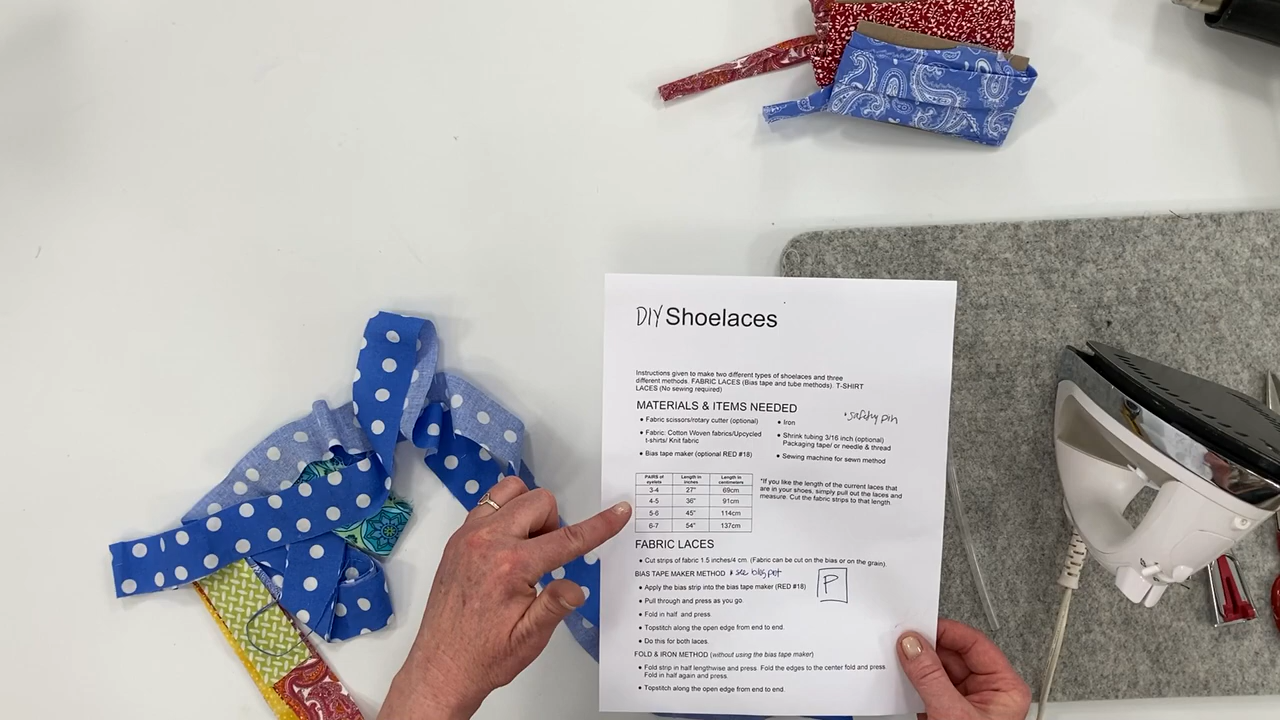 DIY Shoelaces
Instructions given to make two different types of shoelaces and three
different methods. FABRIC LACES (Bias tape and tube methods). T-SHIRT
LACES (No sewing required)
MATERIALS & ITEMS NEEDED
• Fabric scissors/rotary cutter (optional)
• Fabric: Cotton Woven fabrics/Upcycled
t-shirts/ Knit fabric
• Bias tape maker (optional RED #18)
• safety pin
• Iron
• Shrink tubing 3/16 inch (optional)
Packaging tape/ or needle & thread
• Sewing machine for sewn method
PAIRS of eyelets Length in inches Length in centimeters
3-4 27" 69cm
4-5 36" 91cm
5-6 45" 114cm
6-7 54" 137cm
*If you like the length of the current laces that
are in your shoes, simply pull out the laces and
measure. Cut the fabric strips to that length.
FABRIC LACES
• Cut strips of fabric 1.5 inches/4 cm. (Fabric can be cut on the bias or on the grain).
BIAS TAPE MAKER METHOD * see blog post
• Apply the bias strip into the bias tape maker (RED #18)
P
• Pull through and press as you go.
• Fold in half and press.
• Topstitch along the open edge from end to end.
• Do this for both laces.
FOLD & IRON METHOD (without using the bias tape maker)
• Fold strip in half lengthwise and press. Fold the edges to the center fold and press.
Fold in half again and press.
• Topstitch along the open edge from end to end.